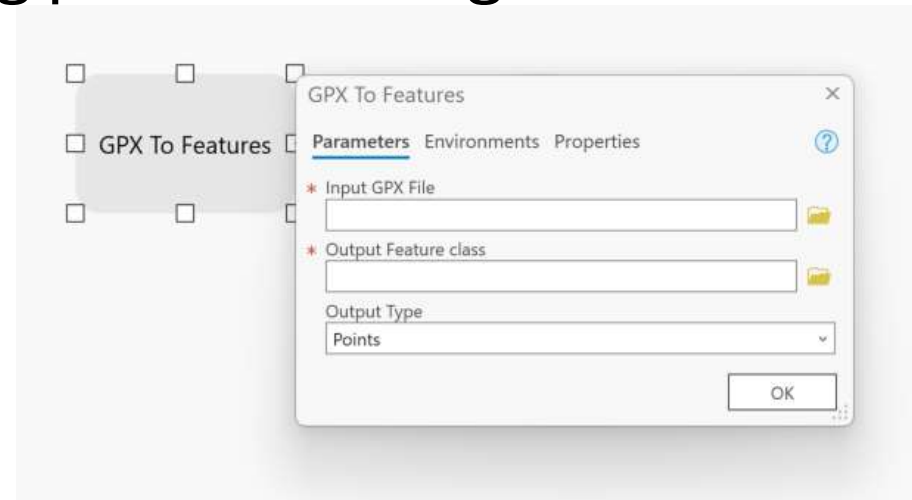 GPX To Features
GPX To Features
Parameters Environments Properties
* Input GPX File
* Output Feature class
Output Type
Points
OK